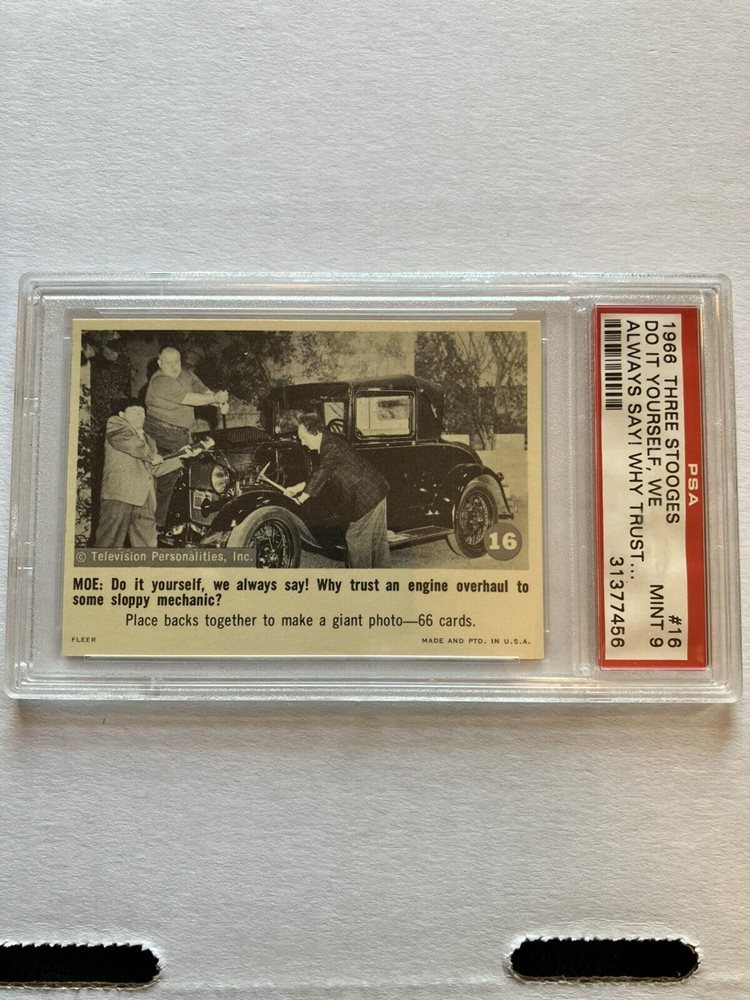 © Television Personalities, Inc.
16
MOE: Do it yourself, we always say! Why trust an engine overhaul to
some sloppy mechanic?
Place backs together to make a giant photo—66 cards.
FLEER
MADE AND PTD. IN U.S.A.
PSA
1966 THREE STOOGES #16
DO IT YOURSELF, WE
ALWAYS SAY! WHY TRUST... MINT 9
31377456